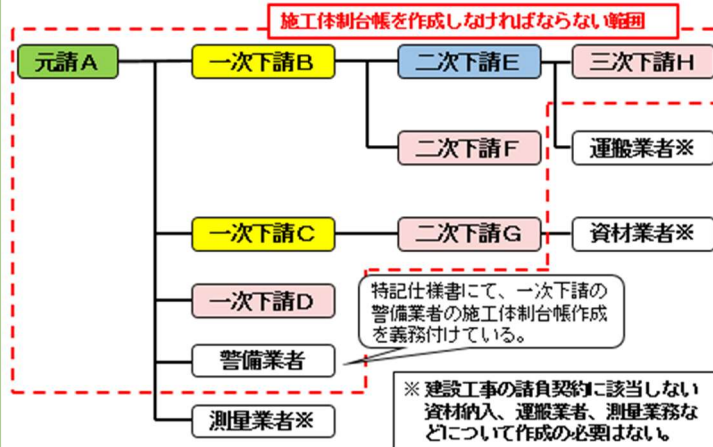 施工体制台帳を作成しなければならない範囲
元請A
一次下請B
二次下請E
三次下請H
二次下請F
運搬業者※
一次下請C
二次下請G
資材業者※
一次下請D
特記仕様書にて、一次下請の
警備業者の施工体制台帳作成
を義務付けている。
警備業者
測量業者※
※ 建設工事の請負契約に該当しない
資材納入、運搬業者、測量業務な
どについて作成の必要はない。